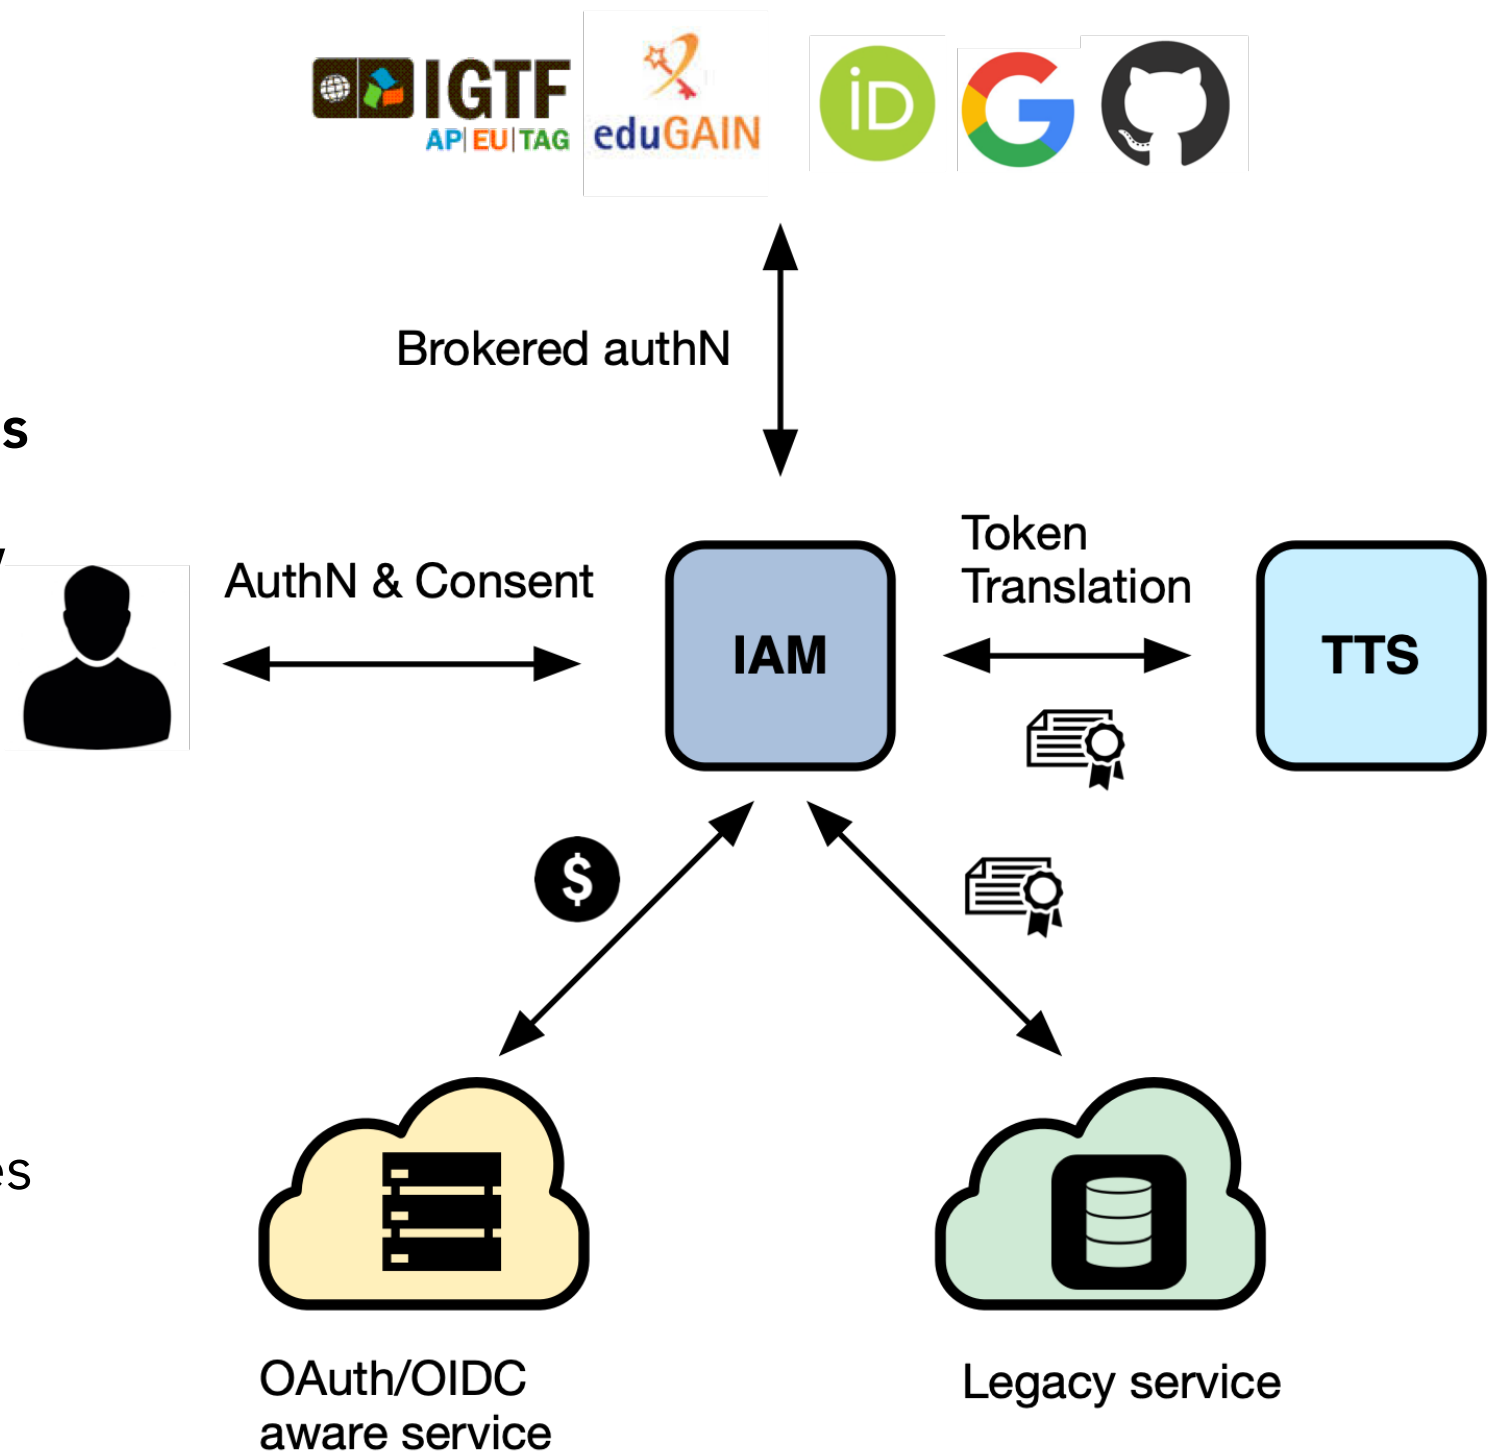 IGTF
AP| EU | TAG
eduGAIN
iD
G
Brokered authN
s
AuthN & Consent
Token
Translation
IAM
TTS
$
es
OAuth/OIDC
aware service
Legacy service